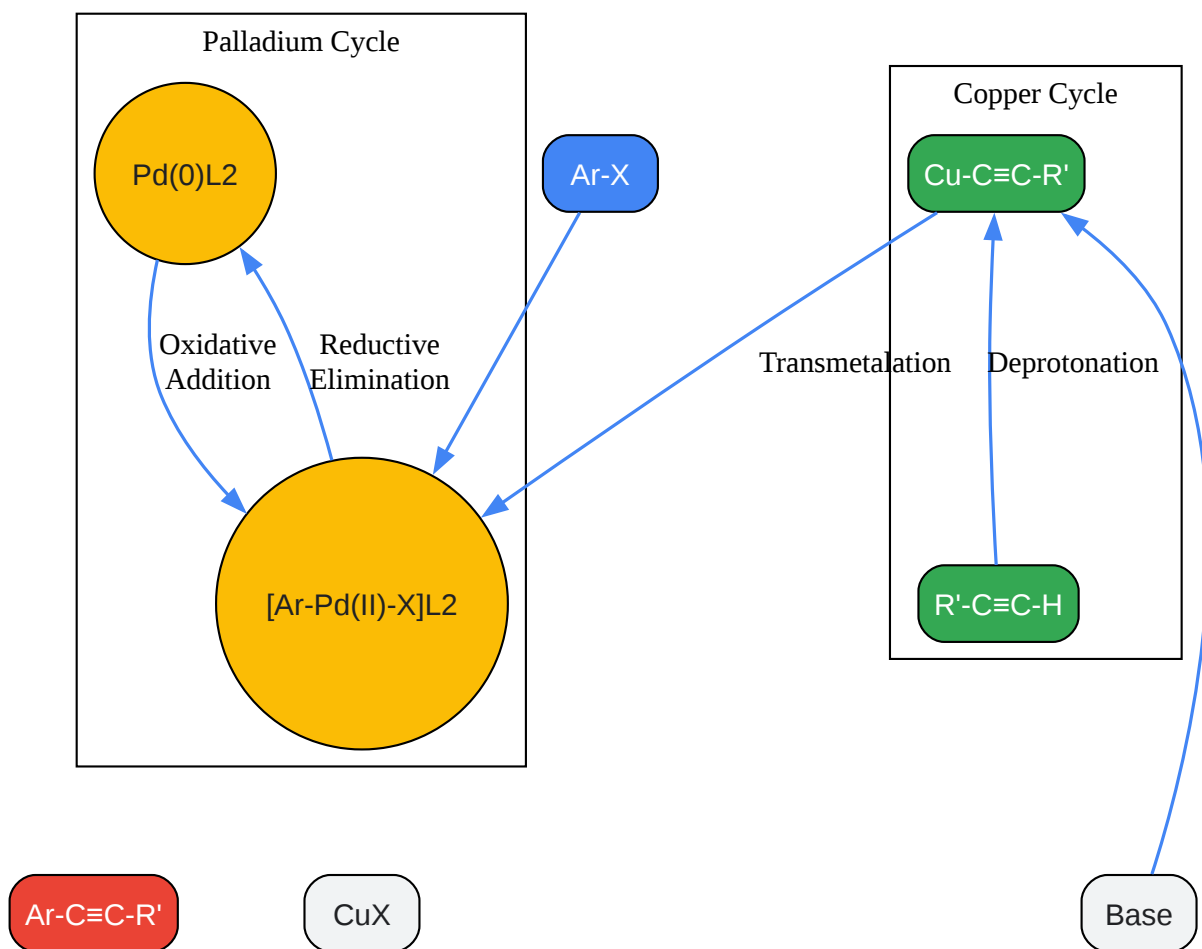 Palladium Cycle
Copper Cycle
Pd(0)L2
Ar-X
Cu-C≡C-R'
Oxidative
Addition
Reductive
Elimination
Transmetalation
Deprotonation
[Ar-Pd(II)-X]L2
R'-C≡C-H
Ar-C≡C-R'
CuX
Base